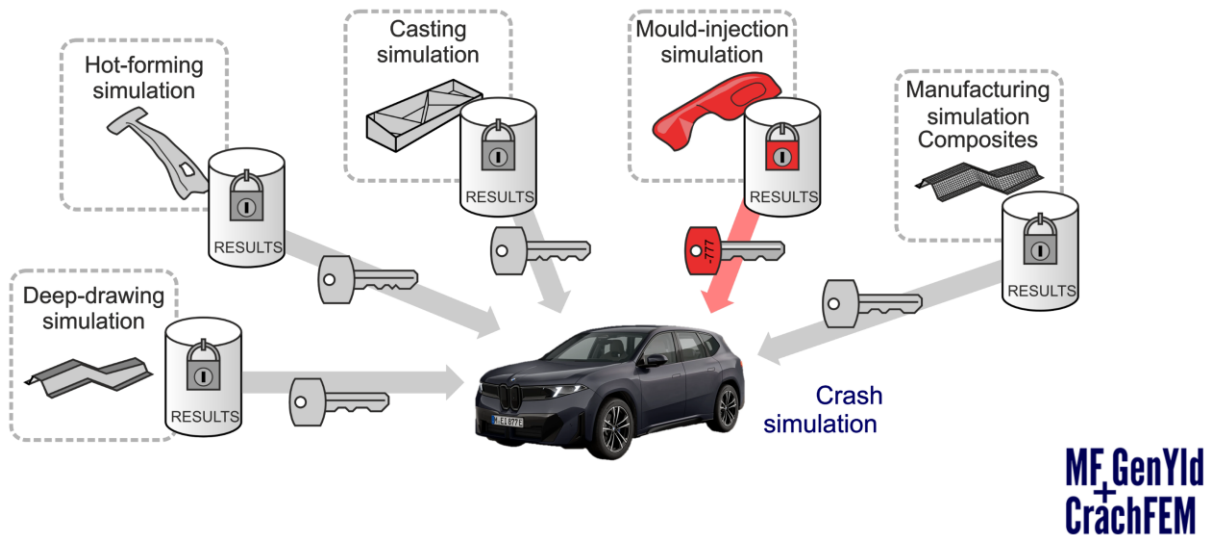 Casting
simulation
Mould-injection
simulation
Hot-forming
simulation
Manufacturing
simulation
Composites
RESULTS
RESULTS
RESULTS
-777
RESULTS
Deep-drawing
simulation
RESULTS
Crash
simulation
MF GenYld
+
CrachFEM